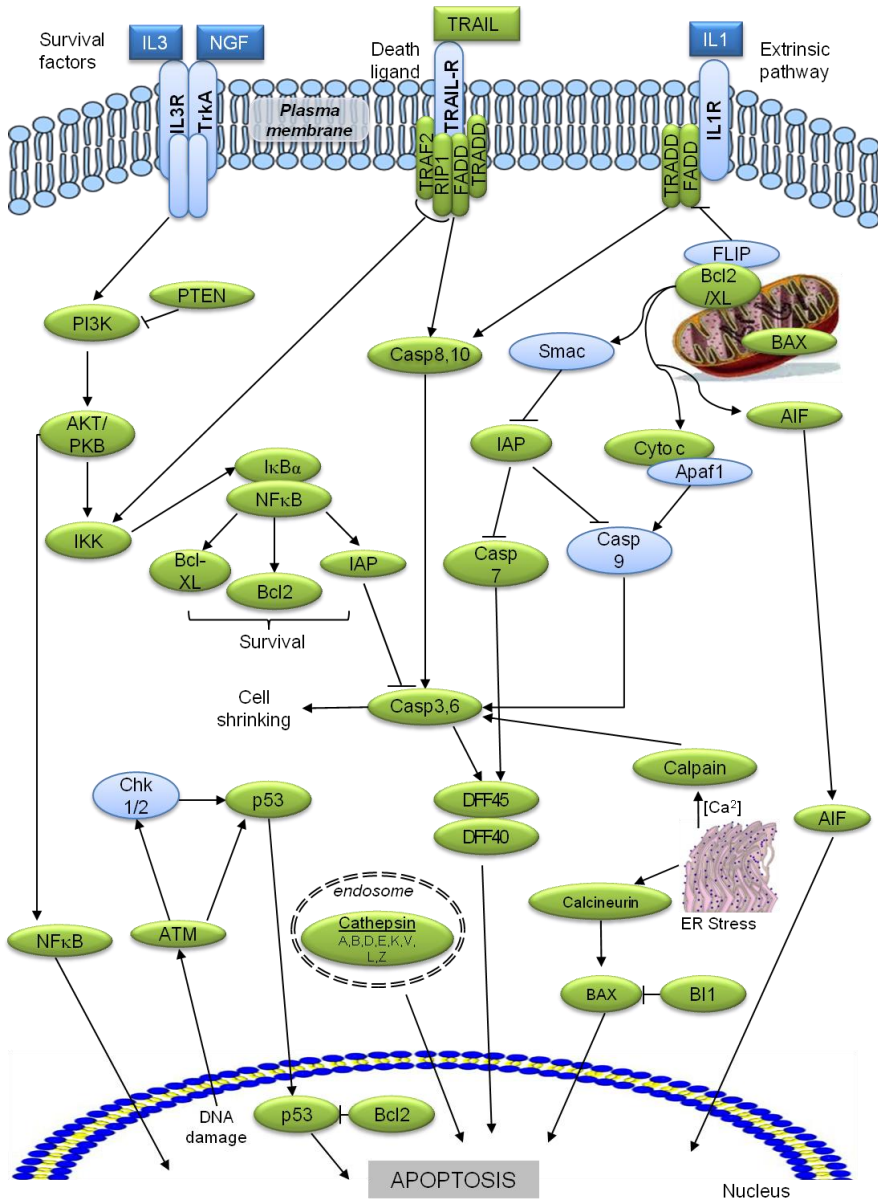 Survival
factors
IL3
NGF
Death
ligand
TRAIL
IL1
Extrinsic
pathway
IL3R
TrkA
Plasma
membrane
TRAIL-R
TRAF2
RIP1
FADD
TRADD
TRADD
FADD
IL1R
FLIP
Bcl2
/XL
BAX
PTEN
PI3K
Casp8,10
Smac
AIF
AKT/
PKB
IAP
Cyto c
Apaf1
IκBα
NFκB
IKK
Bcl-
XL
Bcl2
IAP
Survival
Casp
7
Casp
9
Cell
shrinking
Casp3,6
Calpain
[Ca²]
Chk
1/2
p53
DFF45
DFF40
AIF
ER Stress
endosome
Cathepsin
A,B,D,E,K,V,
L,Z
Calcineurin
NFκB
ATM
BAX
BI1
DNA
damage
p53
Bcl2
APOPTOSIS
Nucleus